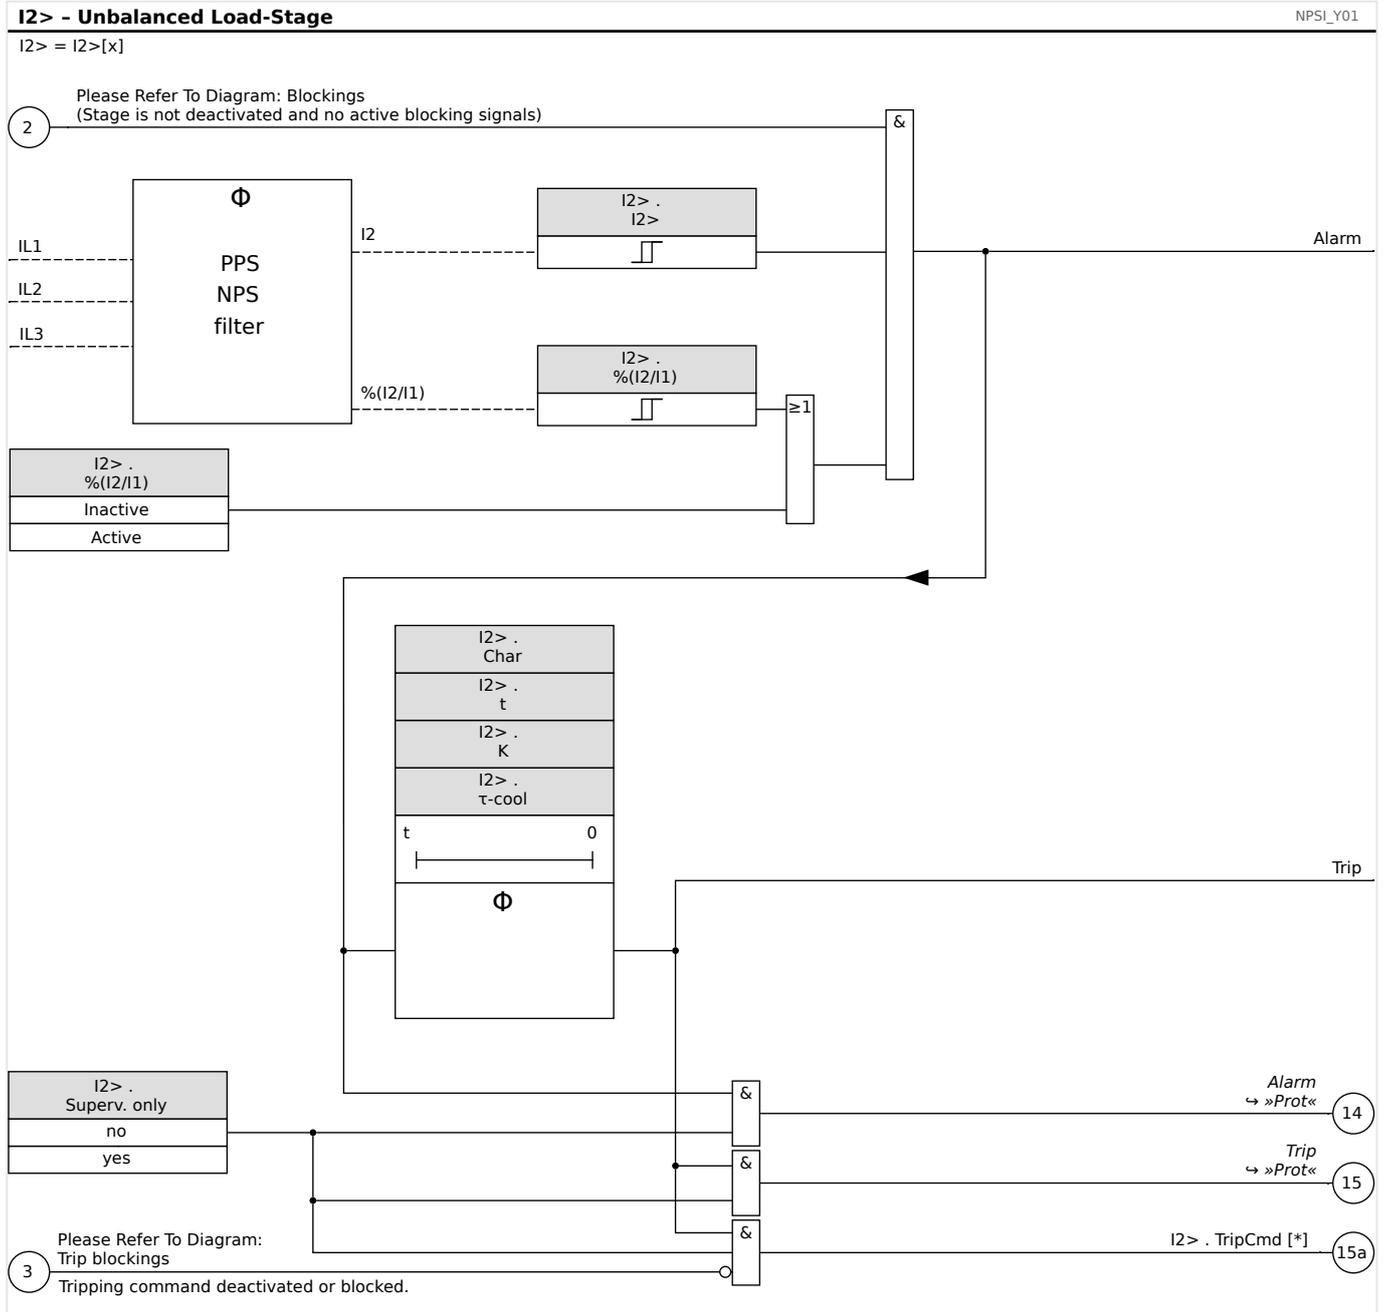 I2> – Unbalanced Load-Stage
NPSI_Y01
I2> = I2>[x]
Please Refer To Diagram: Blockings
(Stage is not deactivated and no active blocking signals)
2
&
Φ
PPS
NPS
filter
IL1
IL2
IL3
I2
%(I2/I1)
I2> .
I2>
Alarm
I2> .
%(I2/I1)
≥1
I2> .
%(I2/I1)
Inactive
Active
I2> .
Char
I2> .
t
I2> .
K
I2> .
τ-cool
t 0
Φ
Trip
I2> .
Superv. only
no
yes
&
Alarm
↪ »Prot«
14
&
Trip
↪ »Prot«
15
&
I2> . TripCmd [*]
15a
Please Refer To Diagram:
Trip blockings
3
Tripping command deactivated or blocked.